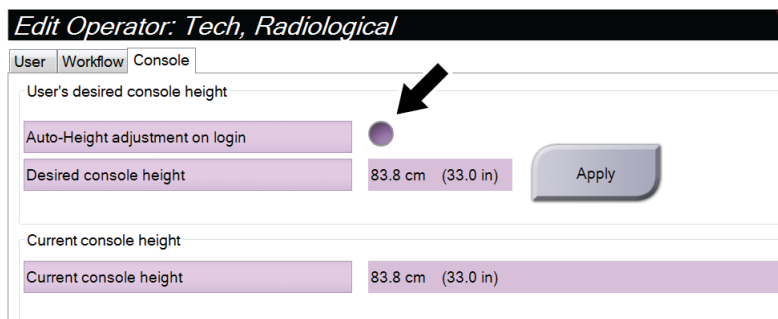 Edit Operator: Tech, Radiological
User Workflow Console
User's desired console height
Auto-Height adjustment on login
Desired console height 83.8 cm (33.0 in) Apply
Current console height
Current console height 83.8 cm (33.0 in)